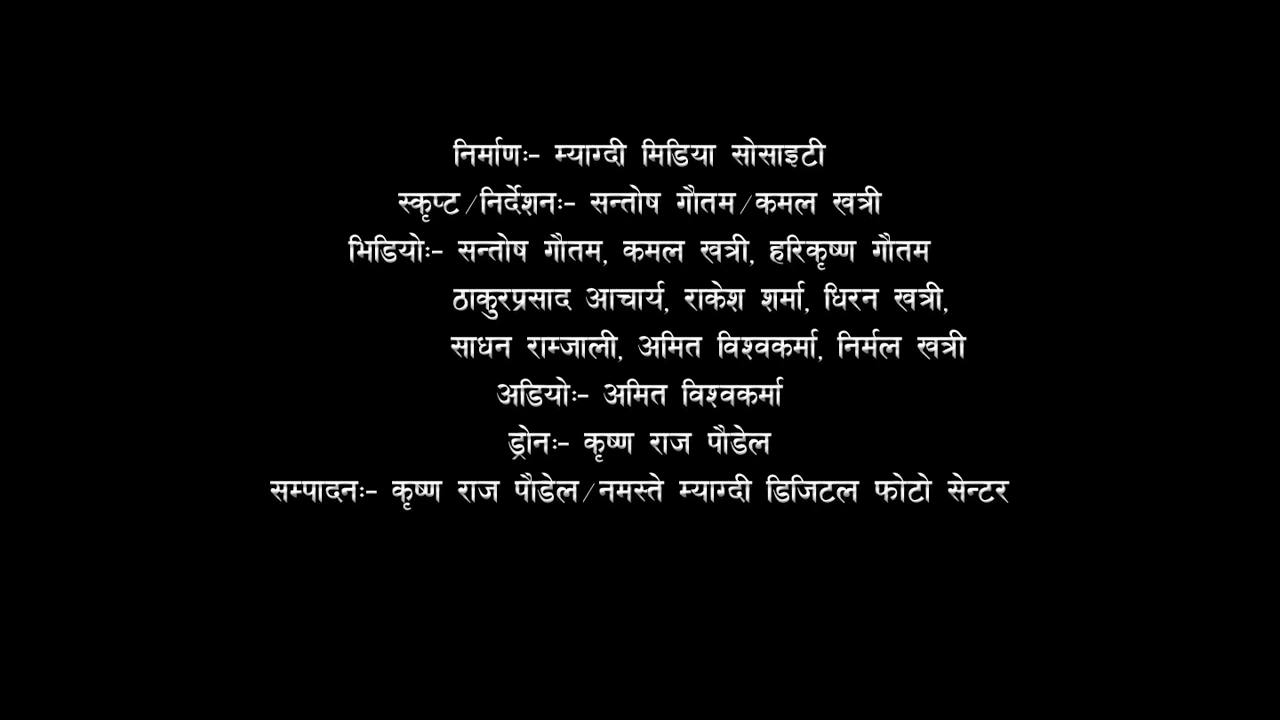 निर्माणः- म्याग्दी मिडिया सोसाइटी
स्कृप्ट/निर्देशनः- सन्तोष गौतम/कमल खत्री
भिडियोः- सन्तोष गौतम, कमल खत्री, हरिकृष्ण गौतम
ठाकुरप्रसाद आचार्य, राकेश शर्मा, धिरन खत्री,
साधन राम्जाली, अमित विश्वकर्मा, निर्मल खत्री
अडियोः- अमित विश्वकर्मा
ड्रोनः- कृष्ण राज पौडेल
सम्पादनः- कृष्ण राज पौडेल/नमस्ते म्याग्दी डिजिटल फोटो सेन्टर